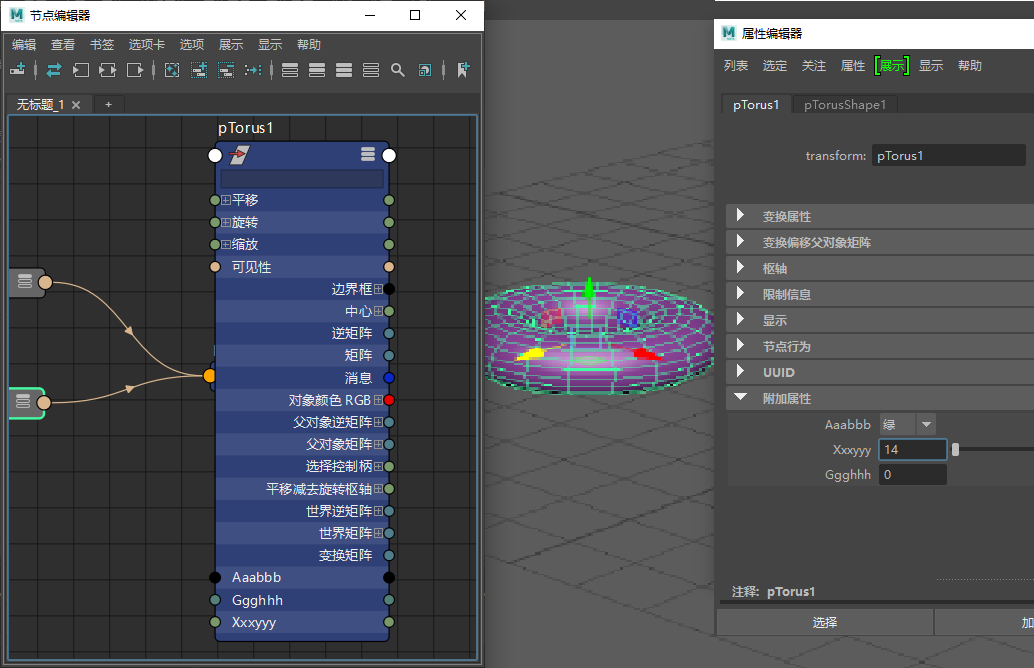 节点编辑器
编辑 查看 书签 选项卡 选项 展示 显示 帮助
无标题_1 × +
pTorus1
平移
旋转
缩放
可见性
边界框
中心
逆矩阵
矩阵
消息
对象颜色 RGB
父对象逆矩阵
父对象矩阵
选择控制柄
平移减去旋转枢轴
世界逆矩阵
世界矩阵
变换矩阵
Aaabbb
Ggghhh
Xxxyyy
属性编辑器
列表 选定 关注 属性 展示 显示 帮助
pTorus1 pTorusShape1
transform: pTorus1
变换属性
变换偏移父对象矩阵
枢轴
限制信息
显示
节点行为
UUID
附加属性
Aaabbb 绿
Xxxyyy 14
Ggghhh 0
注释: pTorus1
选择 加